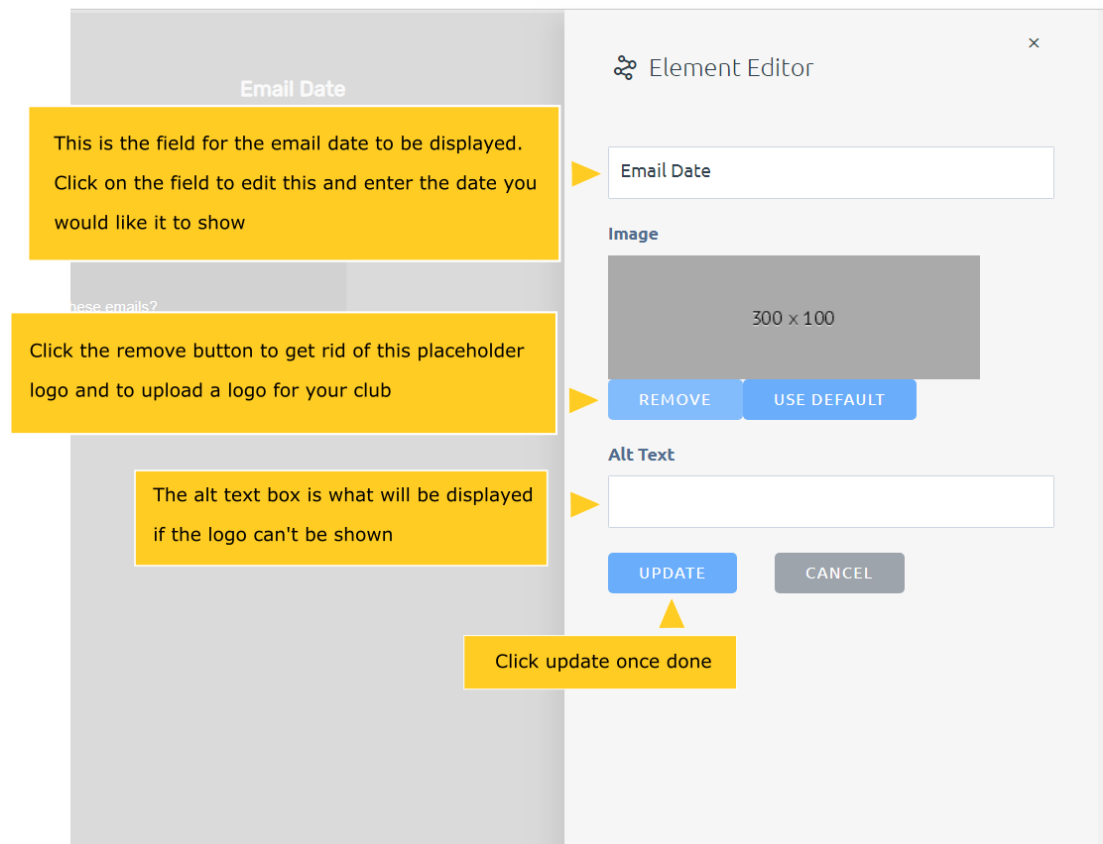 ×
Element Editor
Email Date
This is the field for the email date to be displayed.
Click on the field to edit this and enter the date you
would like it to show
Email Date
Image
300 × 100
hese emails?
Click the remove button to get rid of this placeholder
logo and to upload a logo for your club
REMOVE
USE DEFAULT
Alt Text
The alt text box is what will be displayed
if the logo can't be shown
UPDATE
CANCEL
Click update once done